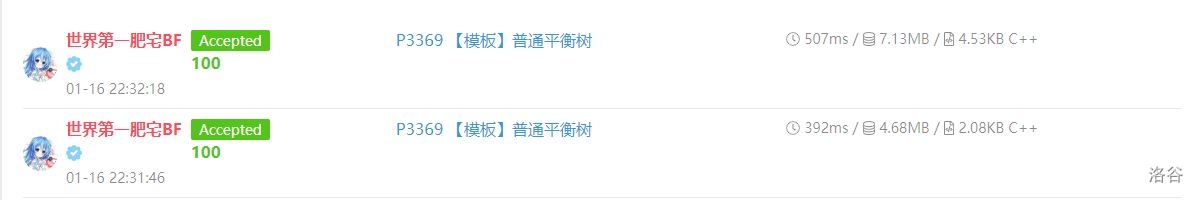 世界第一肥宅BF Accepted P3369 【模板】普通平衡树 507ms / 7.13MB / 4.53KB C++
100
01-16 22:32:18
世界第一肥宅BF Accepted P3369 【模板】普通平衡树 392ms / 4.68MB / 2.08KB C++
100
01-16 22:31:46
洛谷